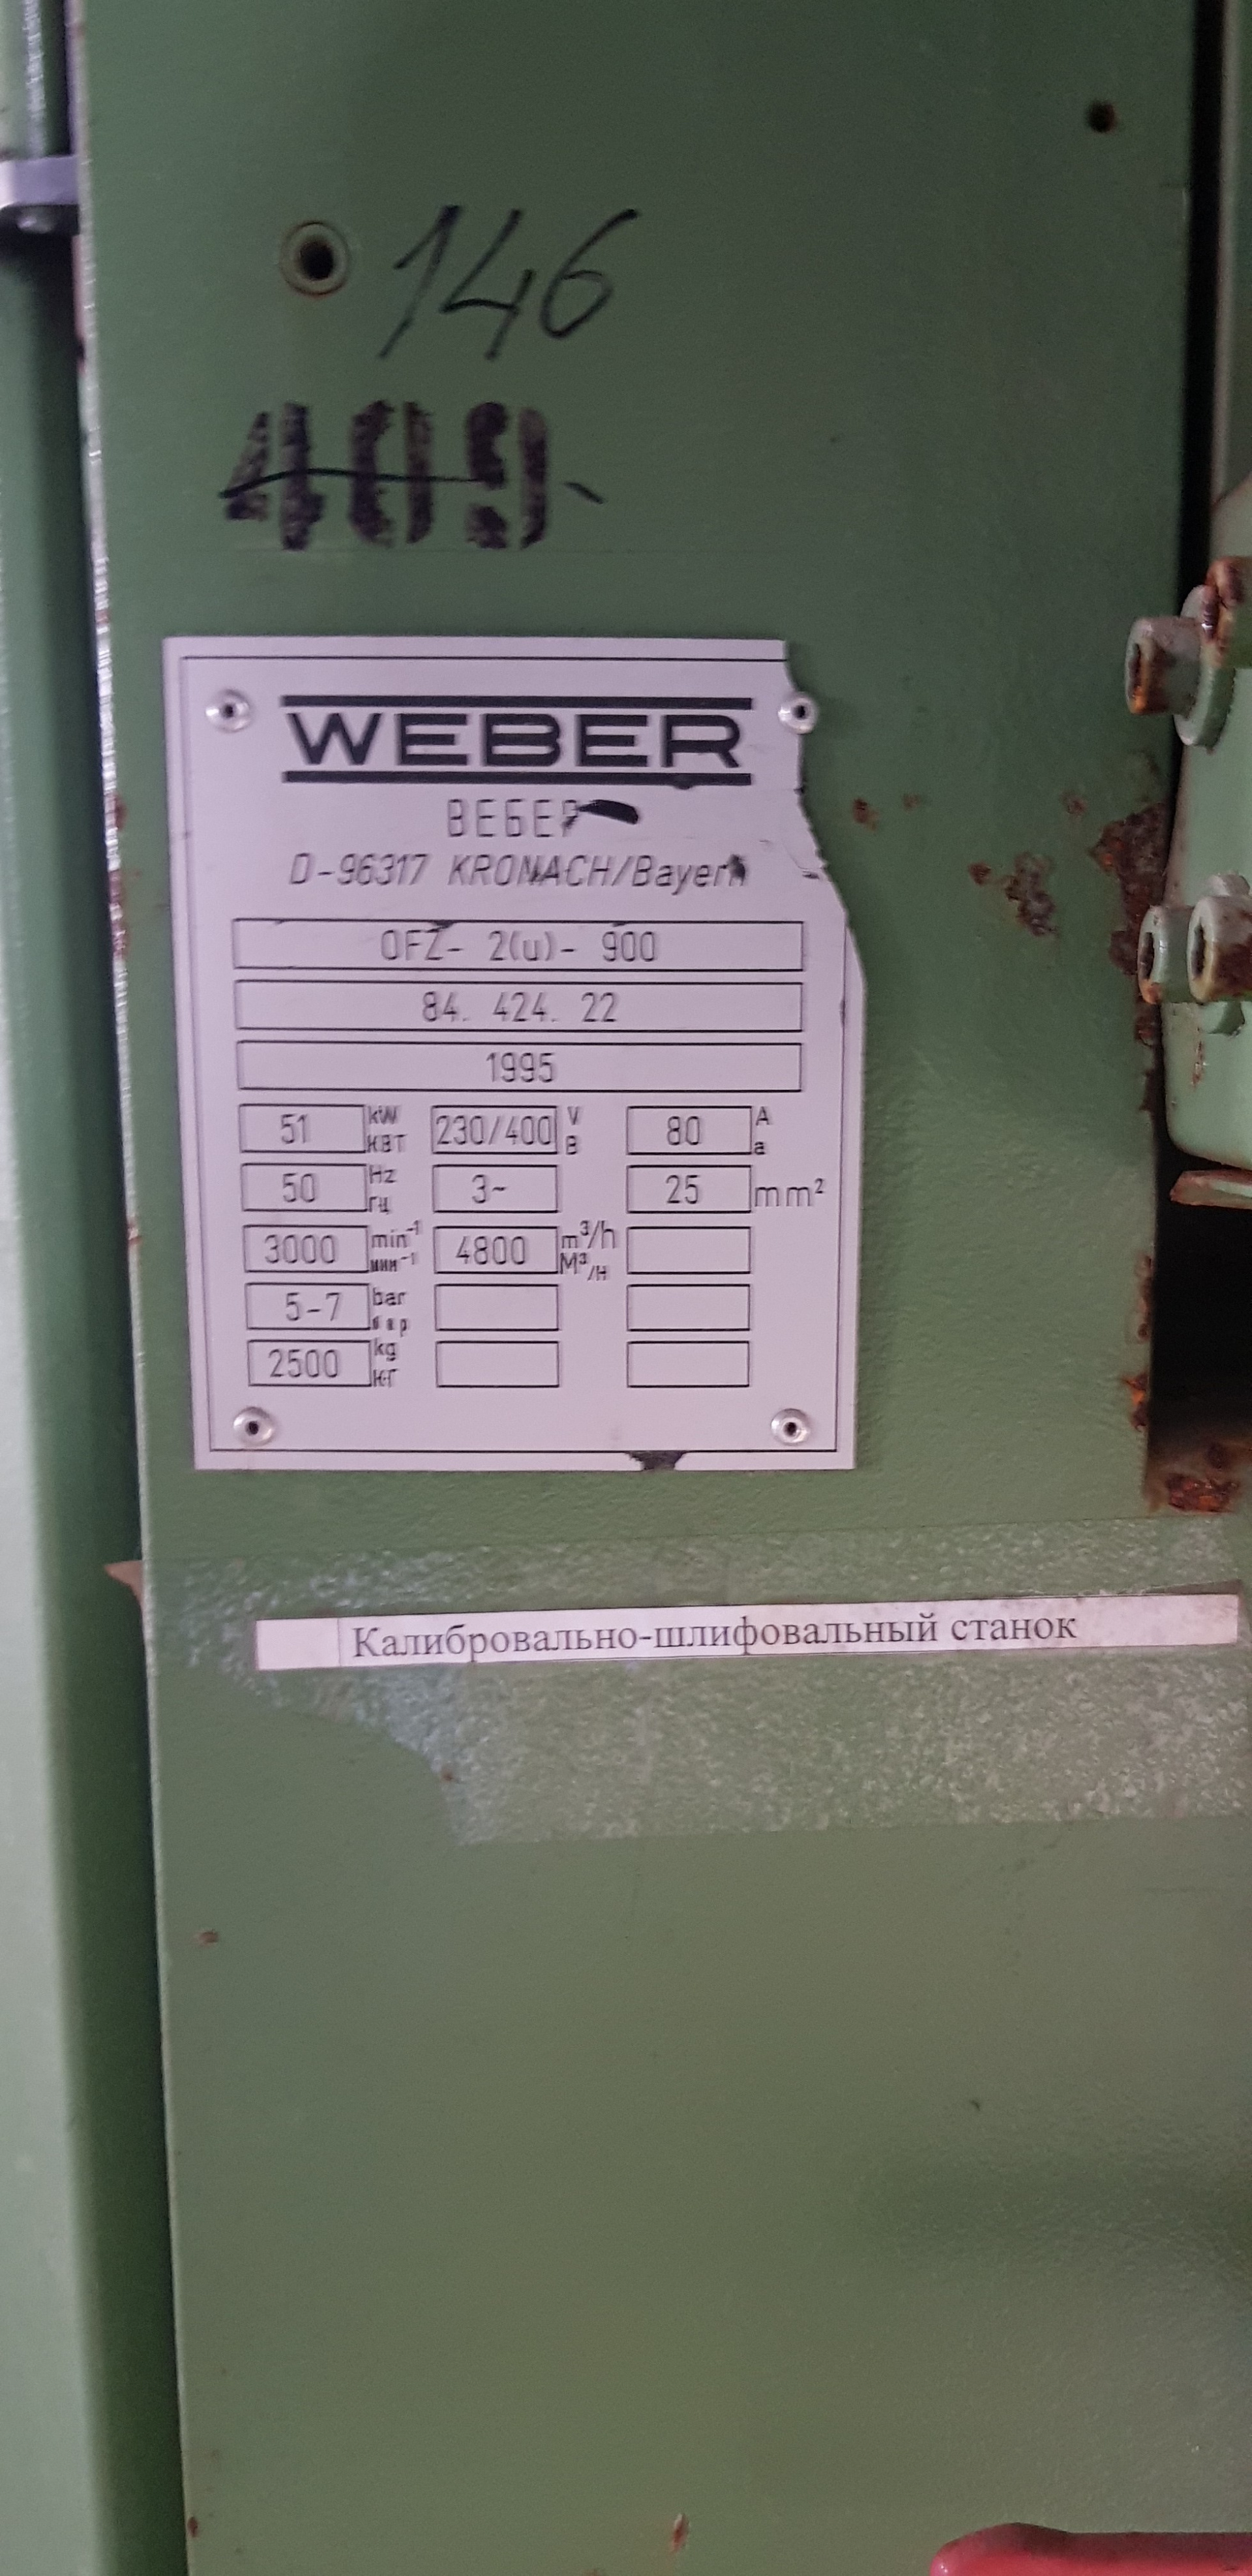 146
409
WEBER
ВЕБЕР
D-96317 KRONACH/Bayern
OFZ- 2(u)- 900
84. 424. 22
1995
51 kW КВТ 230/400 V В 80 A а
50 Hz гц 3~ 25 mm²
3000 min⁻¹ мин⁻¹ 4800 m³/h М³/Н
5-7 bar бар
2500 kg КГ
Калибровально-шлифовальный станок